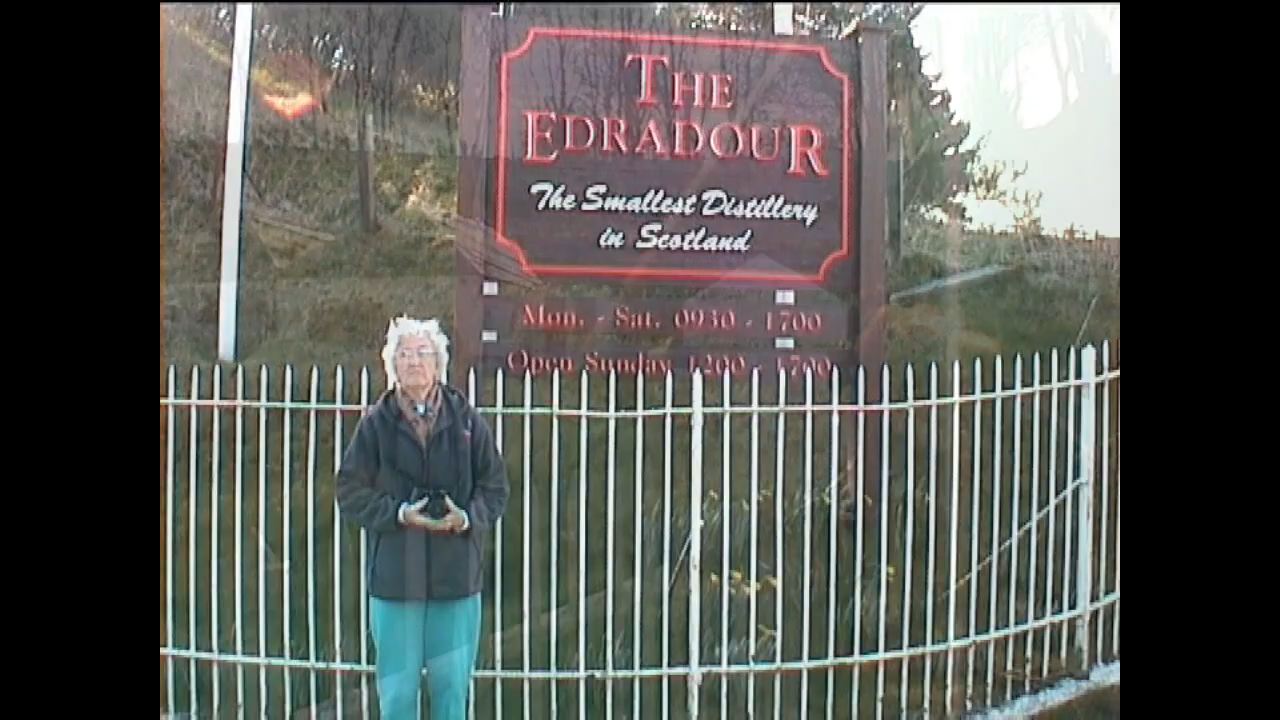 THE
EDRADOUR
The Smallest Distillery
in Scotland
Mon. - Sat. 0930 - 1700
Open Sunday 1200 - 1700